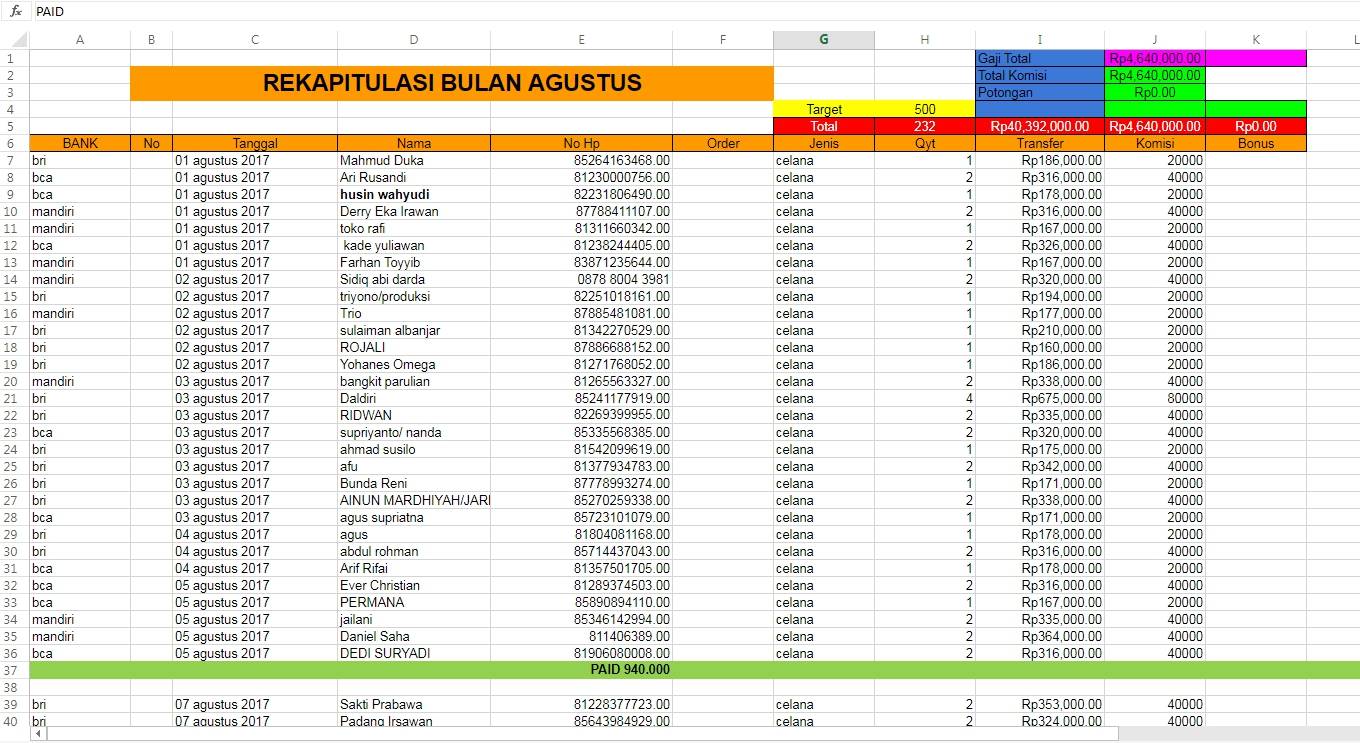 fx PAID
A B C D E F G H I J K L
1 Gaji Total Rp4,640,000.00
2 REKAPITULASI BULAN AGUSTUS Total Komisi Rp4,640,000.00
3 Potongan Rp0.00
4 Target 500
5 Total 232 Rp40,392,000.00 Rp4,640,000.00 Rp0.00
6 BANK No Tanggal Nama No Hp Order Jenis Qyt Transfer Komisi Bonus
7 bri 01 agustus 2017 Mahmud Duka 85264163468.00 celana 1 Rp186,000.00 20000
8 bca 01 agustus 2017 Ari Rusandi 81230000756.00 celana 2 Rp316,000.00 40000
9 bca 01 agustus 2017 husin wahyudi 82231806490.00 celana 1 Rp178,000.00 20000
10 mandiri 01 agustus 2017 Derry Eka Irawan 87788411107.00 celana 2 Rp316,000.00 40000
11 mandiri 01 agustus 2017 toko rafi 81311660342.00 celana 1 Rp167,000.00 20000
12 bca 01 agustus 2017 kade yuliawan 81238244405.00 celana 2 Rp326,000.00 40000
13 mandiri 01 agustus 2017 Farhan Toyyib 83871235644.00 celana 1 Rp167,000.00 20000
14 mandiri 02 agustus 2017 Sidiq abi darda 0878 8004 3981 celana 2 Rp320,000.00 40000
15 bri 02 agustus 2017 triyono/produksi 82251018161.00 celana 1 Rp194,000.00 20000
16 mandiri 02 agustus 2017 Trio 87885481081.00 celana 1 Rp177,000.00 20000
17 bri 02 agustus 2017 sulaiman albanjar 81342270529.00 celana 1 Rp210,000.00 20000
18 bri 02 agustus 2017 ROJALI 87886688152.00 celana 1 Rp160,000.00 20000
19 bri 02 agustus 2017 Yohanes Omega 81271768052.00 celana 1 Rp186,000.00 20000
20 mandiri 03 agustus 2017 bangkit parulian 81265563327.00 celana 2 Rp338,000.00 40000
21 bri 03 agustus 2017 Daldiri 85241177919.00 celana 4 Rp675,000.00 80000
22 bri 03 agustus 2017 RIDWAN 82269399955.00 celana 2 Rp335,000.00 40000
23 bca 03 agustus 2017 supriyanto/ nanda 85335568385.00 celana 2 Rp320,000.00 40000
24 bri 03 agustus 2017 ahmad susilo 81542099619.00 celana 1 Rp175,000.00 20000
25 bri 03 agustus 2017 afu 81377934783.00 celana 2 Rp342,000.00 40000
26 bri 03 agustus 2017 Bunda Reni 87778993274.00 celana 1 Rp171,000.00 20000
27 bri 03 agustus 2017 AINUN MARDHIYAH/JARI 85270259338.00 celana 2 Rp338,000.00 40000
28 bca 03 agustus 2017 agus supriatna 85723101079.00 celana 1 Rp171,000.00 20000
29 bri 04 agustus 2017 agus 81804081168.00 celana 1 Rp178,000.00 20000
30 bri 04 agustus 2017 abdul rohman 85714437043.00 celana 2 Rp316,000.00 40000
31 bca 04 agustus 2017 Arif Rifai 81357501705.00 celana 1 Rp178,000.00 20000
32 bca 05 agustus 2017 Ever Christian 81289374503.00 celana 2 Rp316,000.00 40000
33 bca 05 agustus 2017 PERMANA 85890894110.00 celana 1 Rp167,000.00 20000
34 mandiri 05 agustus 2017 jailani 85346142994.00 celana 2 Rp335,000.00 40000
35 mandiri 05 agustus 2017 Daniel Saha 811406389.00 celana 2 Rp364,000.00 40000
36 bca 05 agustus 2017 DEDI SURYADI 81906080008.00 celana 2 Rp316,000.00 40000
37 PAID 940.000
38
39 bri 07 agustus 2017 Sakti Prabawa 81228377723.00 celana 2 Rp353,000.00 40000
40 bri 07 agustus 2017 Padang Irsawan 85643984929.00 celana 2 Rp324,000.00 40000